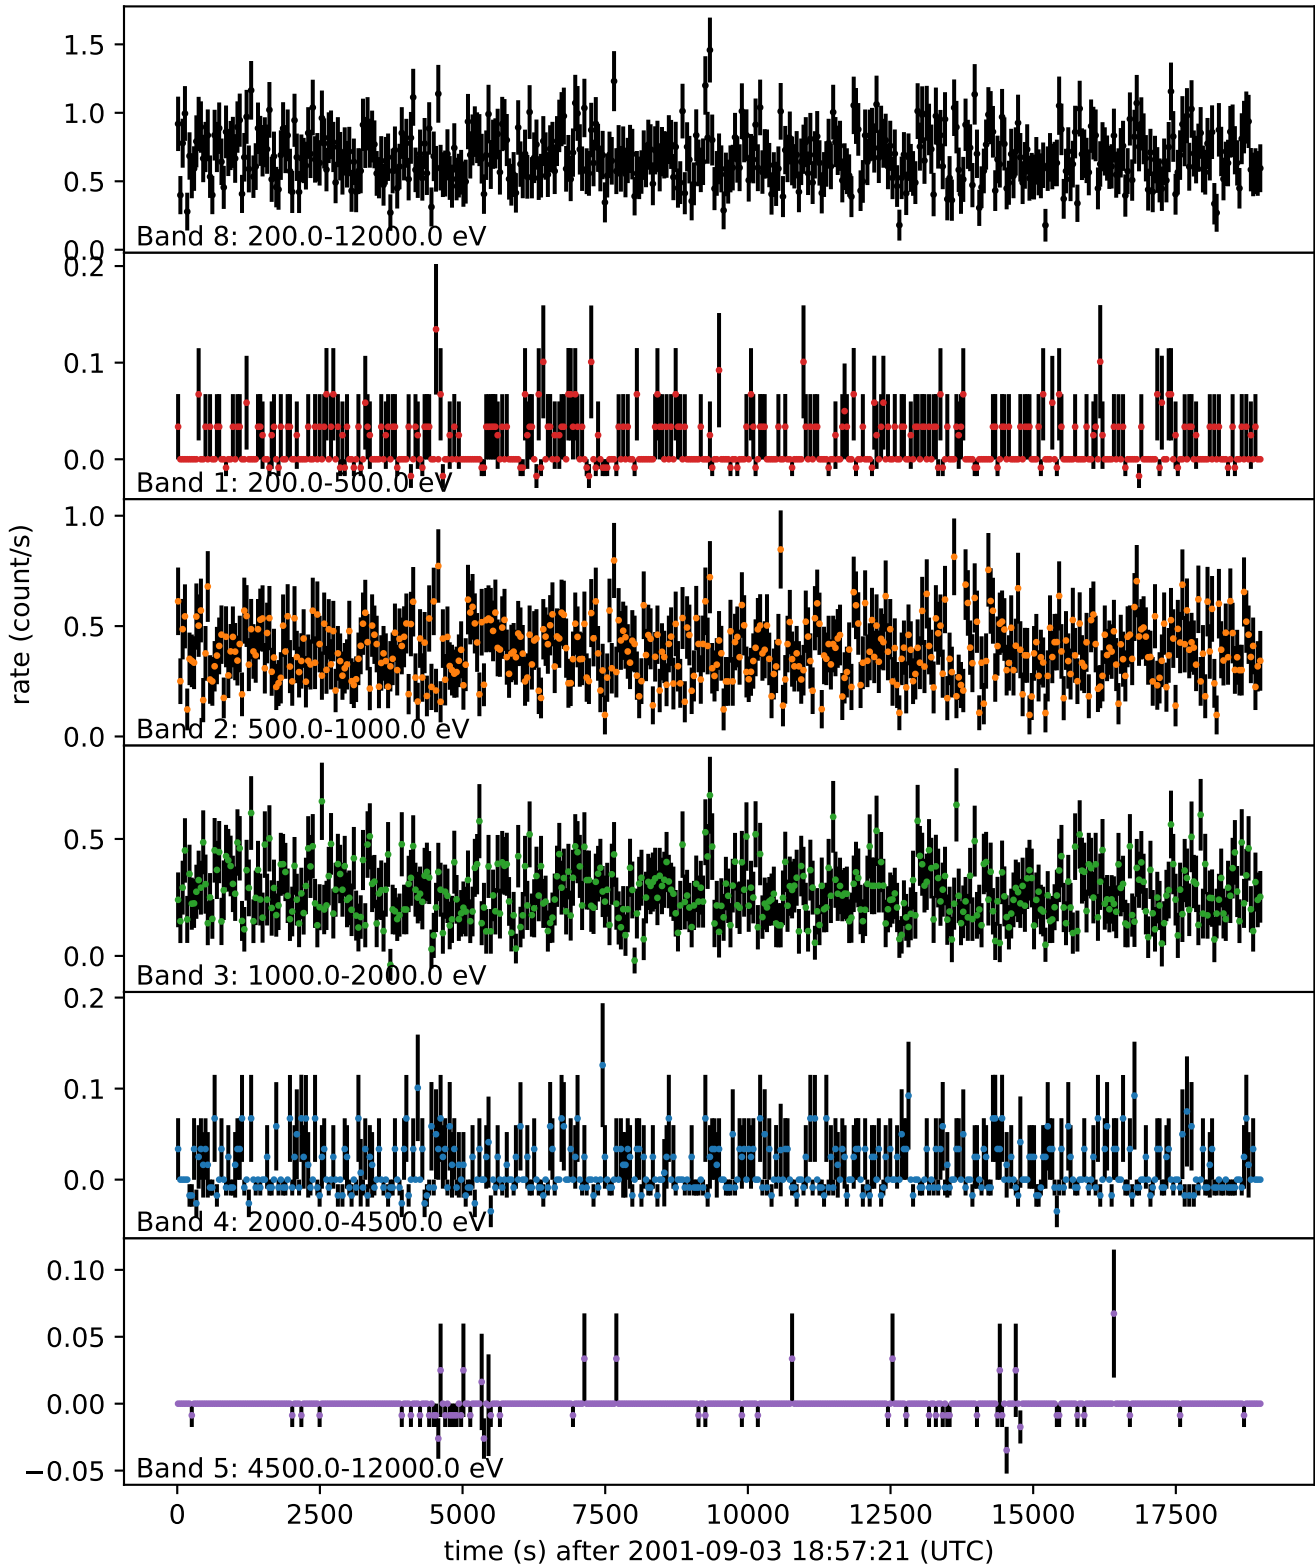 1.5
1.0
0.5
0.0
Band 8: 200.0-12000.0 eV
0.2
0.1
0.0
Band 1: 200.0-500.0 eV
1.0
0.5
0.0
Band 2: 500.0-1000.0 eV
rate (count/s)
0.5
0.0
Band 3: 1000.0-2000.0 eV
0.2
0.1
0.0
Band 4: 2000.0-4500.0 eV
0.10
0.05
0.00
−0.05
Band 5: 4500.0-12000.0 eV
0 2500 5000 7500 10000 12500 15000 17500
time (s) after 2001-09-03 18:57:21 (UTC)